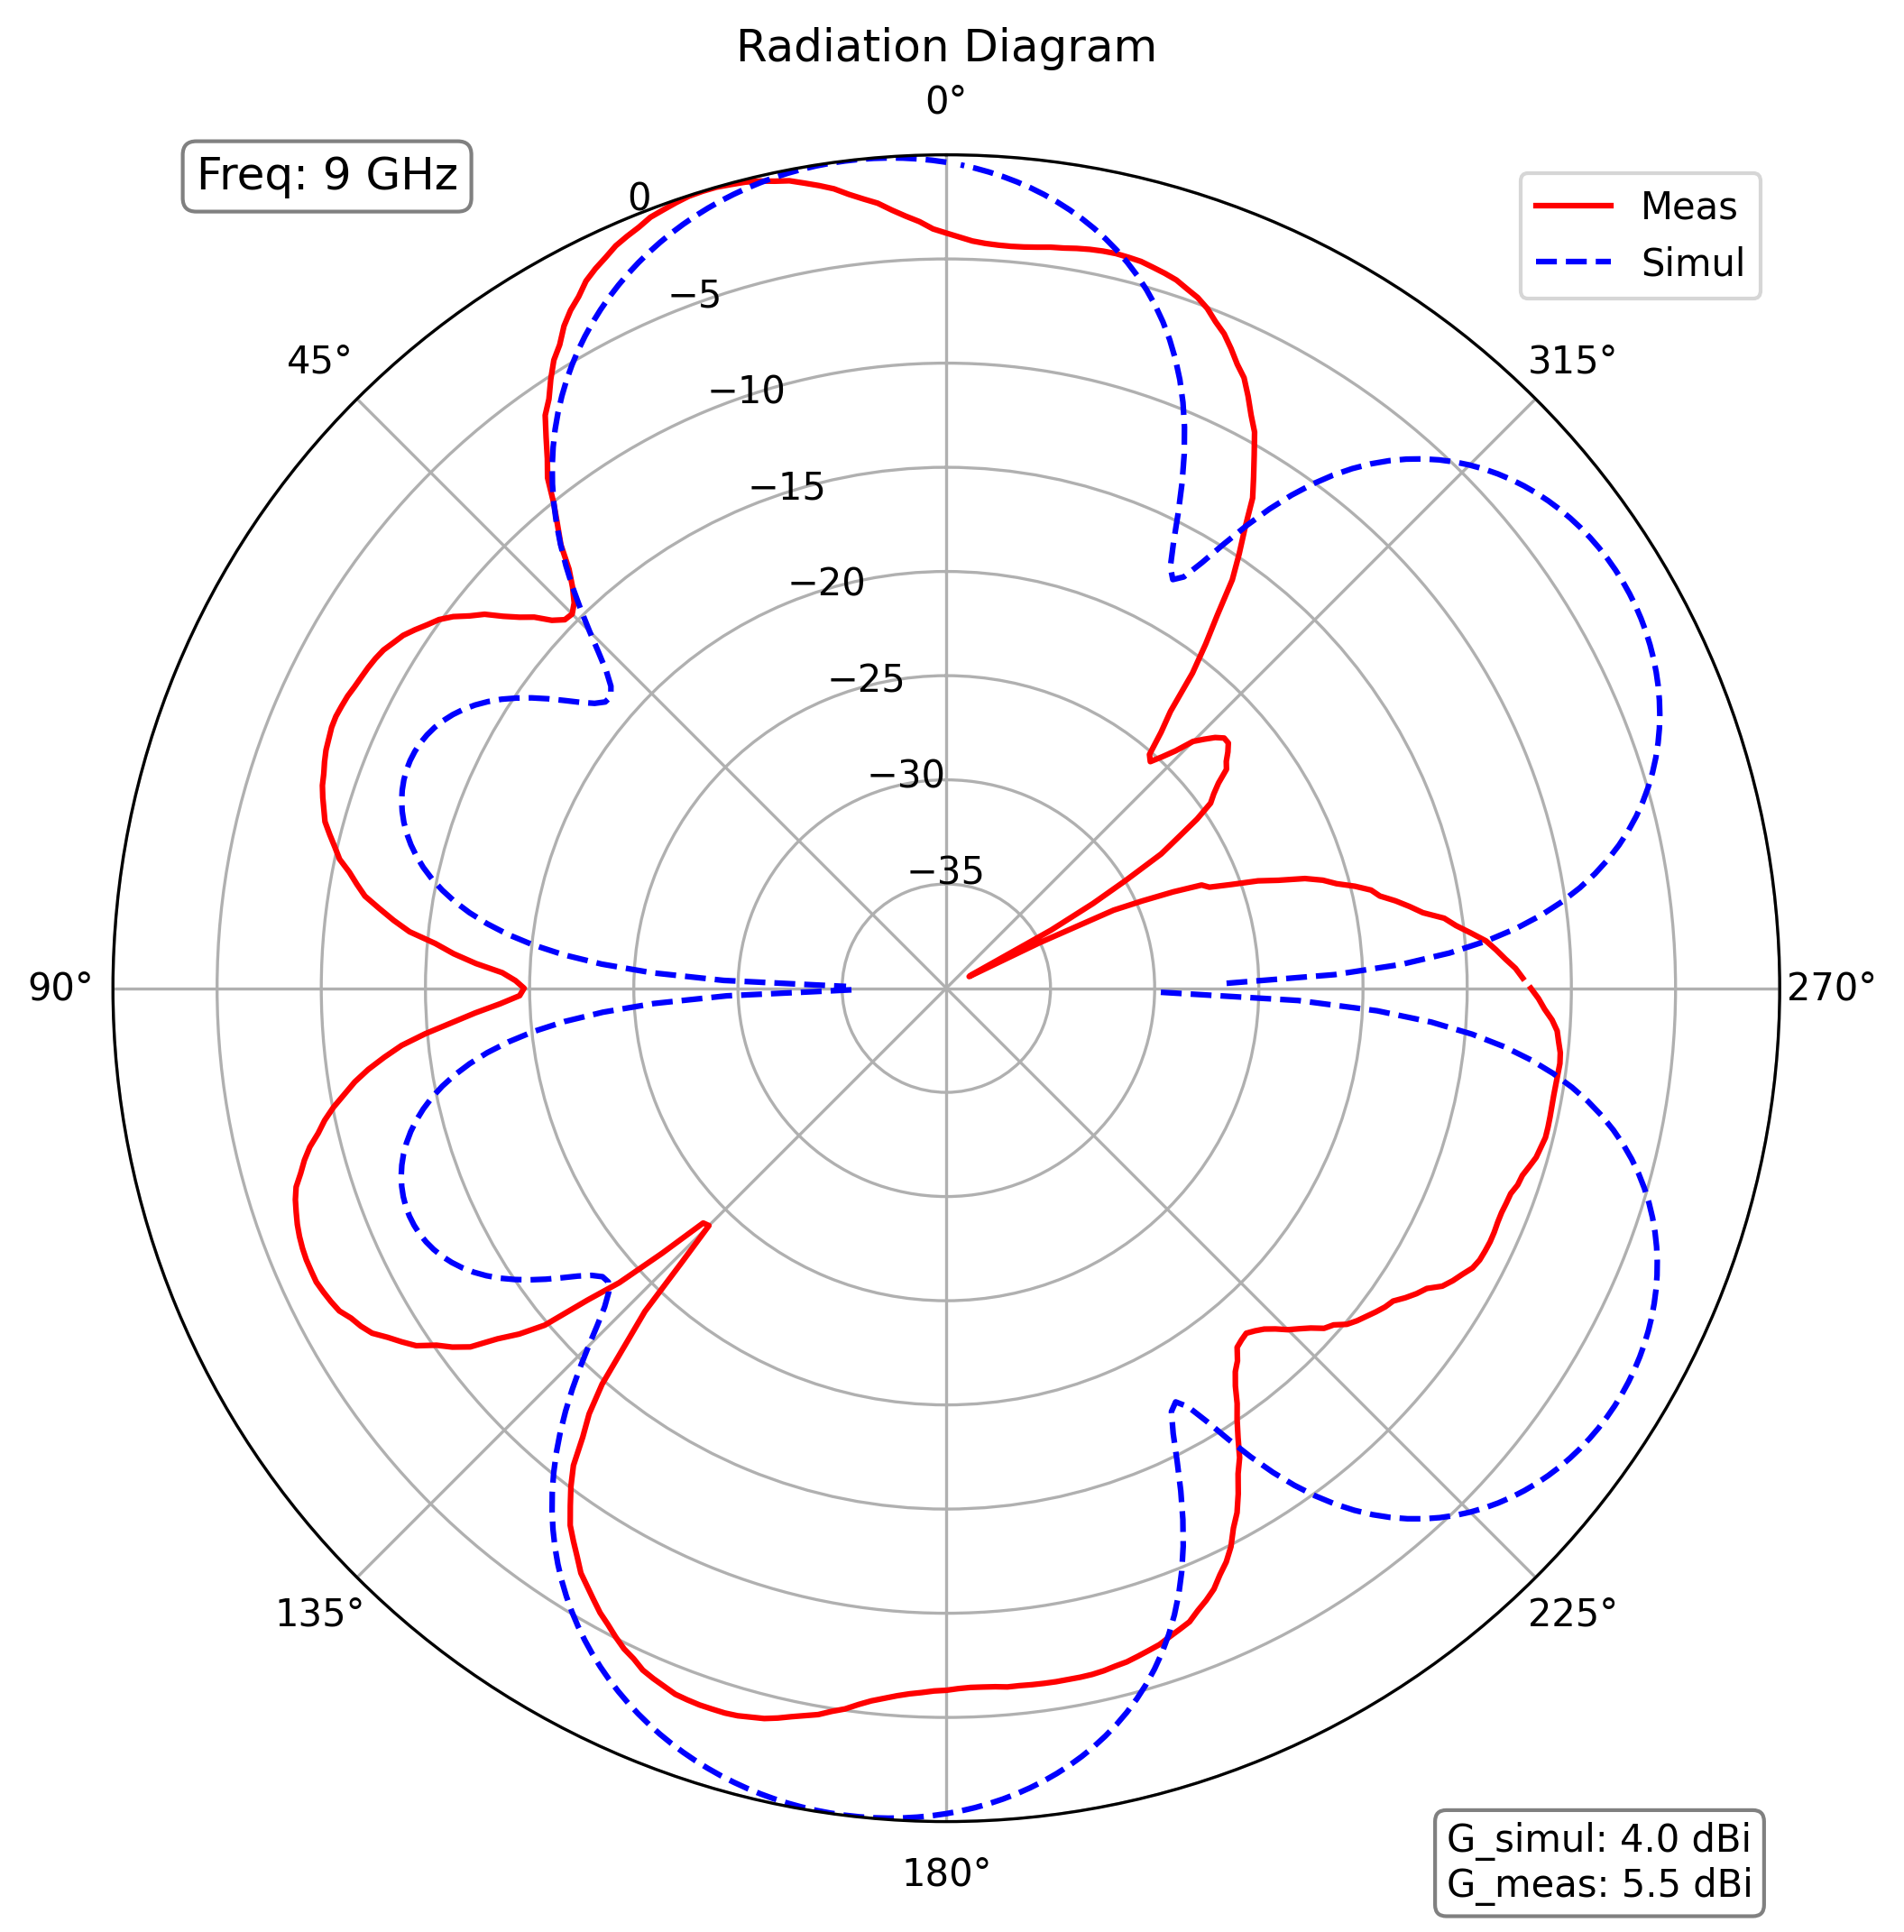 Radiation Diagram
0°
Freq: 9 GHz
Meas
Simul
0
−5
−10
−15
−20
−25
−30
−35
45°
315°
90°
270°
135°
225°
180°
G_simul: 4.0 dBi
G_meas: 5.5 dBi